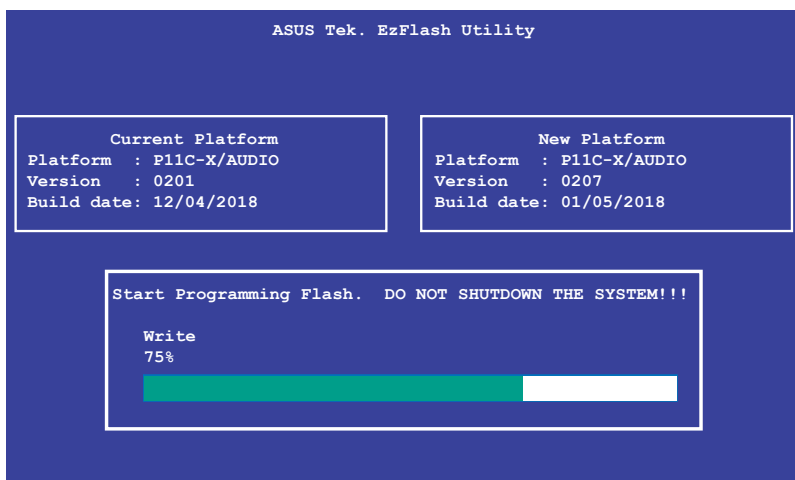 ASUS Tek. EzFlash Utility
Current Platform
Platform : P11C-X/AUDIO
Version : 0201
Build date: 12/04/2018
New Platform
Platform : P11C-X/AUDIO
Version : 0207
Build date: 01/05/2018
Start Programming Flash. DO NOT SHUTDOWN THE SYSTEM!!!
Write
75%